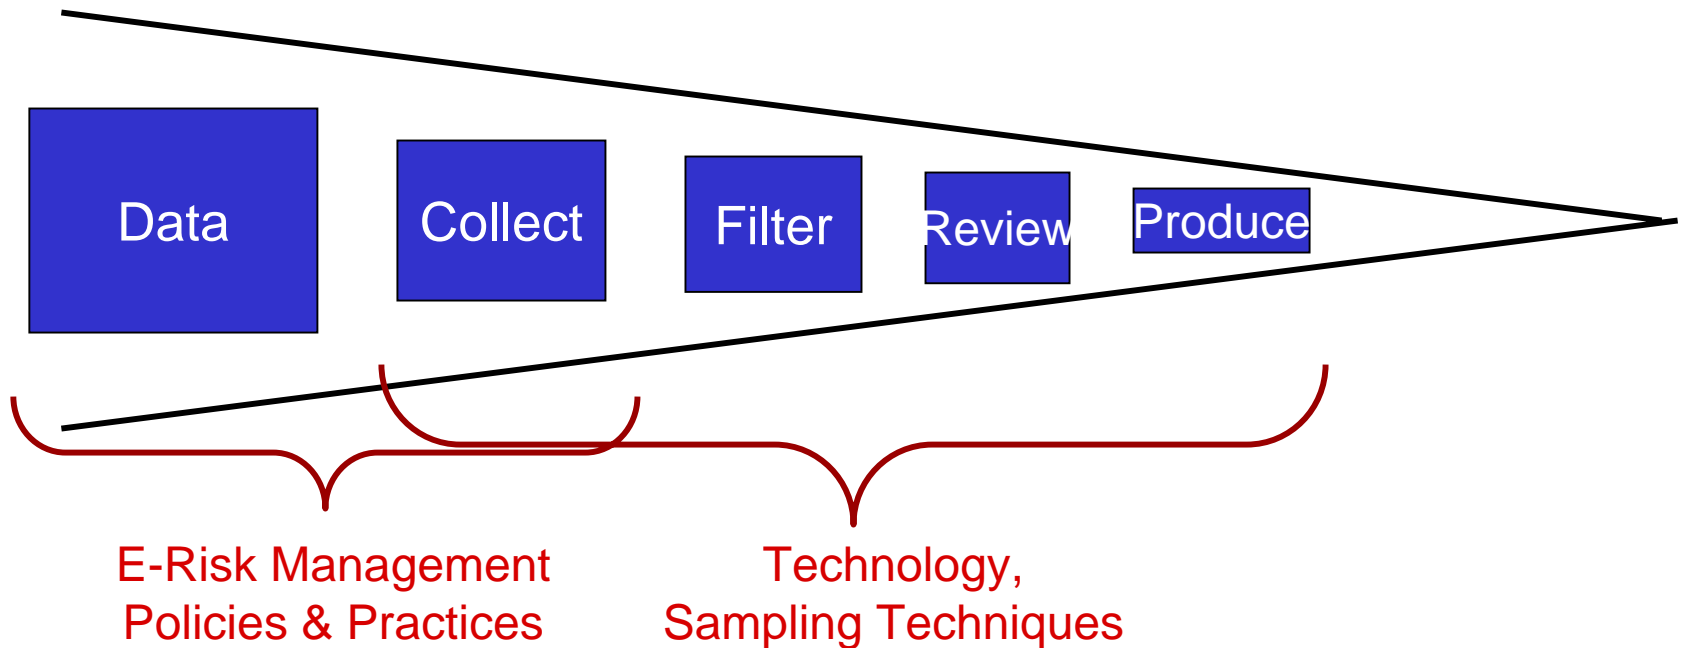 Data
Collect
Filter
Review
Produce
E-Risk Management
Policies & Practices
Technology,
Sampling Techniques